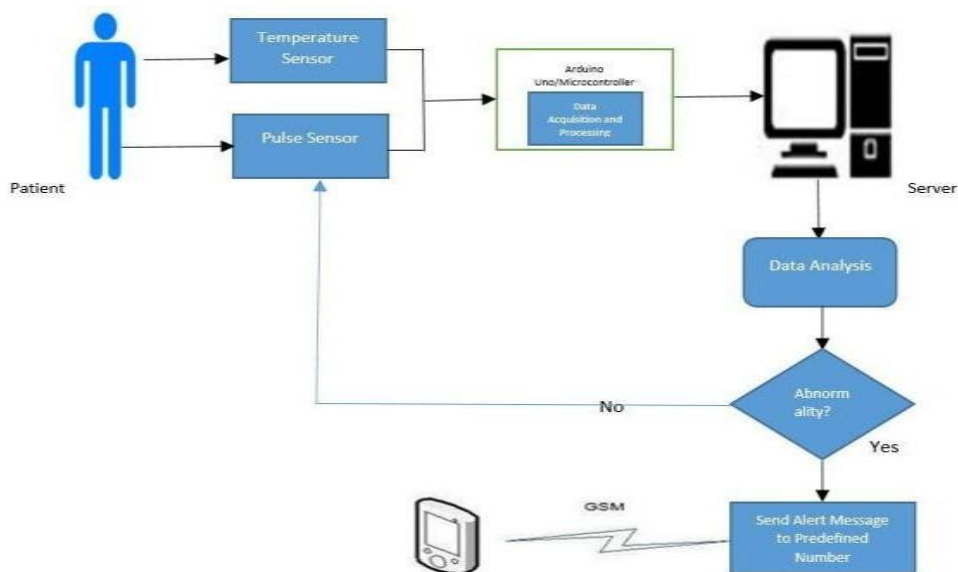 Temperature
Sensor
Arduino
Uno/Microcontroller
Data
Acquisition and
Processing
Pulse Sensor
Patient
Server
Data Analysis
Abnorm
ality?
No
Yes
GSM
Send Alert Message
to Predefined
Number